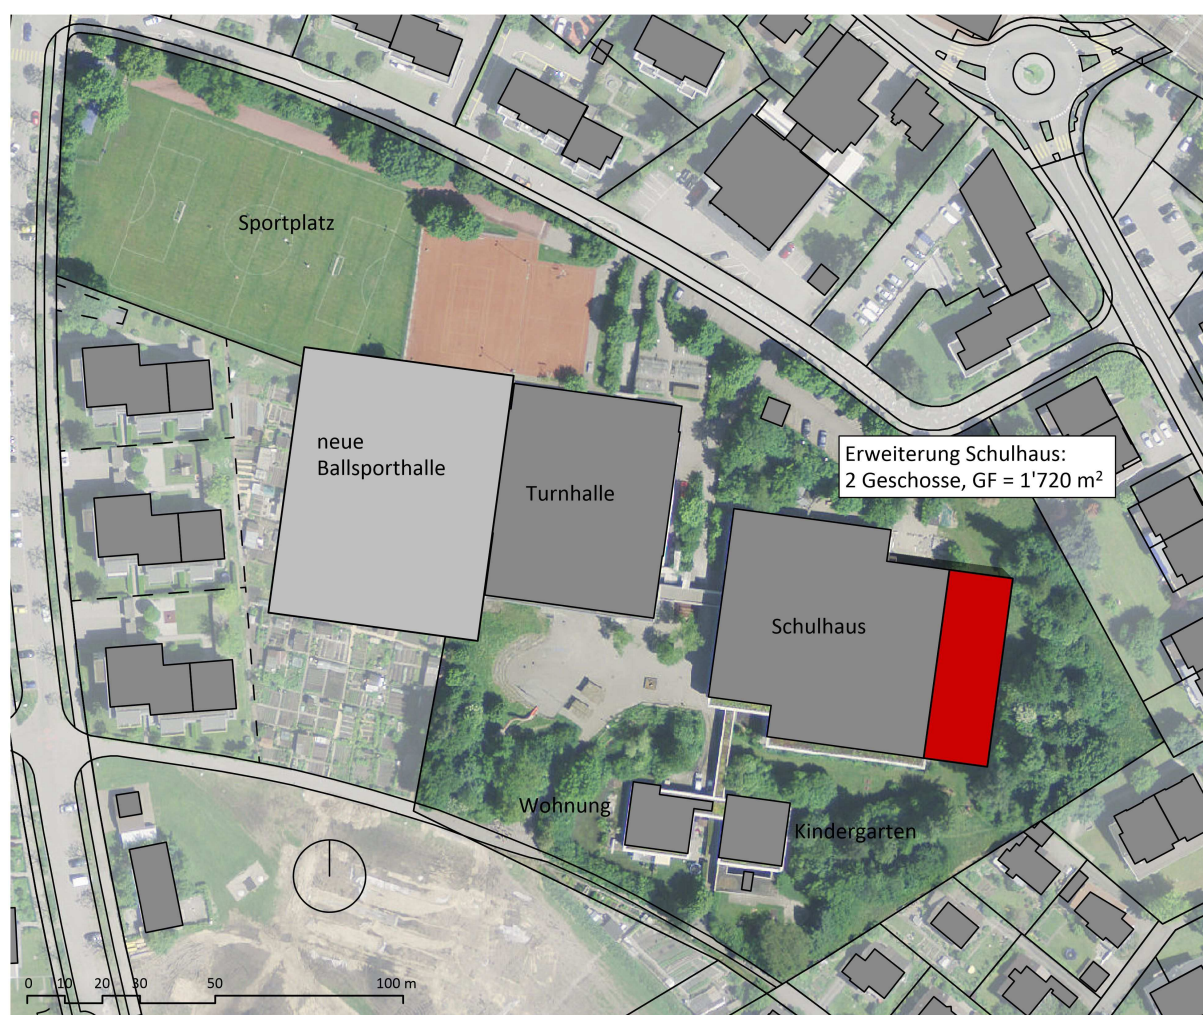 Sportplatz
neue
Ballsporthalle
Turnhalle
Erweiterung Schulhaus:
2 Geschosse, GF = 1'720 m²
Schulhaus
Wohnung
Kindergarten
0 10 20 30 50 100 m